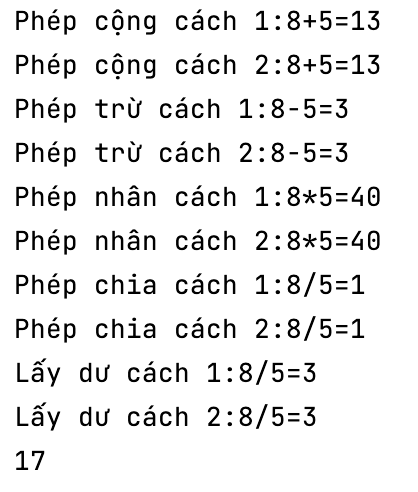 Phép cộng cách 1:8+5=13
Phép cộng cách 2:8+5=13
Phép trừ cách 1:8-5=3
Phép trừ cách 2:8-5=3
Phép nhân cách 1:8*5=40
Phép nhân cách 2:8*5=40
Phép chia cách 1:8/5=1
Phép chia cách 2:8/5=1
Lấy dư cách 1:8/5=3
Lấy dư cách 2:8/5=3
17